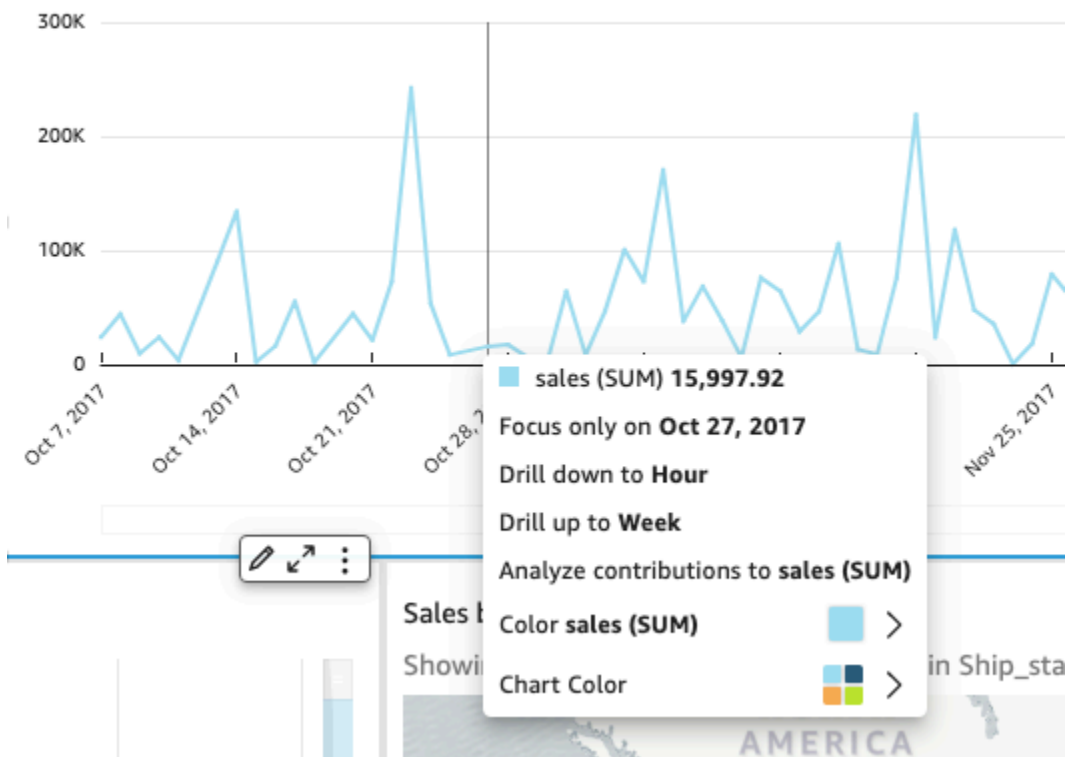 300K
200K
100K
0
Oct 7, 2017
Oct 14, 2017
Oct 21, 2017
Oct 28,
Nov 25, 2017
sales (SUM) 15,997.92
Focus only on Oct 27, 2017
Drill down to Hour
Drill up to Week
Analyze contributions to sales (SUM)
Color sales (SUM)
Chart Color
Sales
in Ship_sta
AMERICA